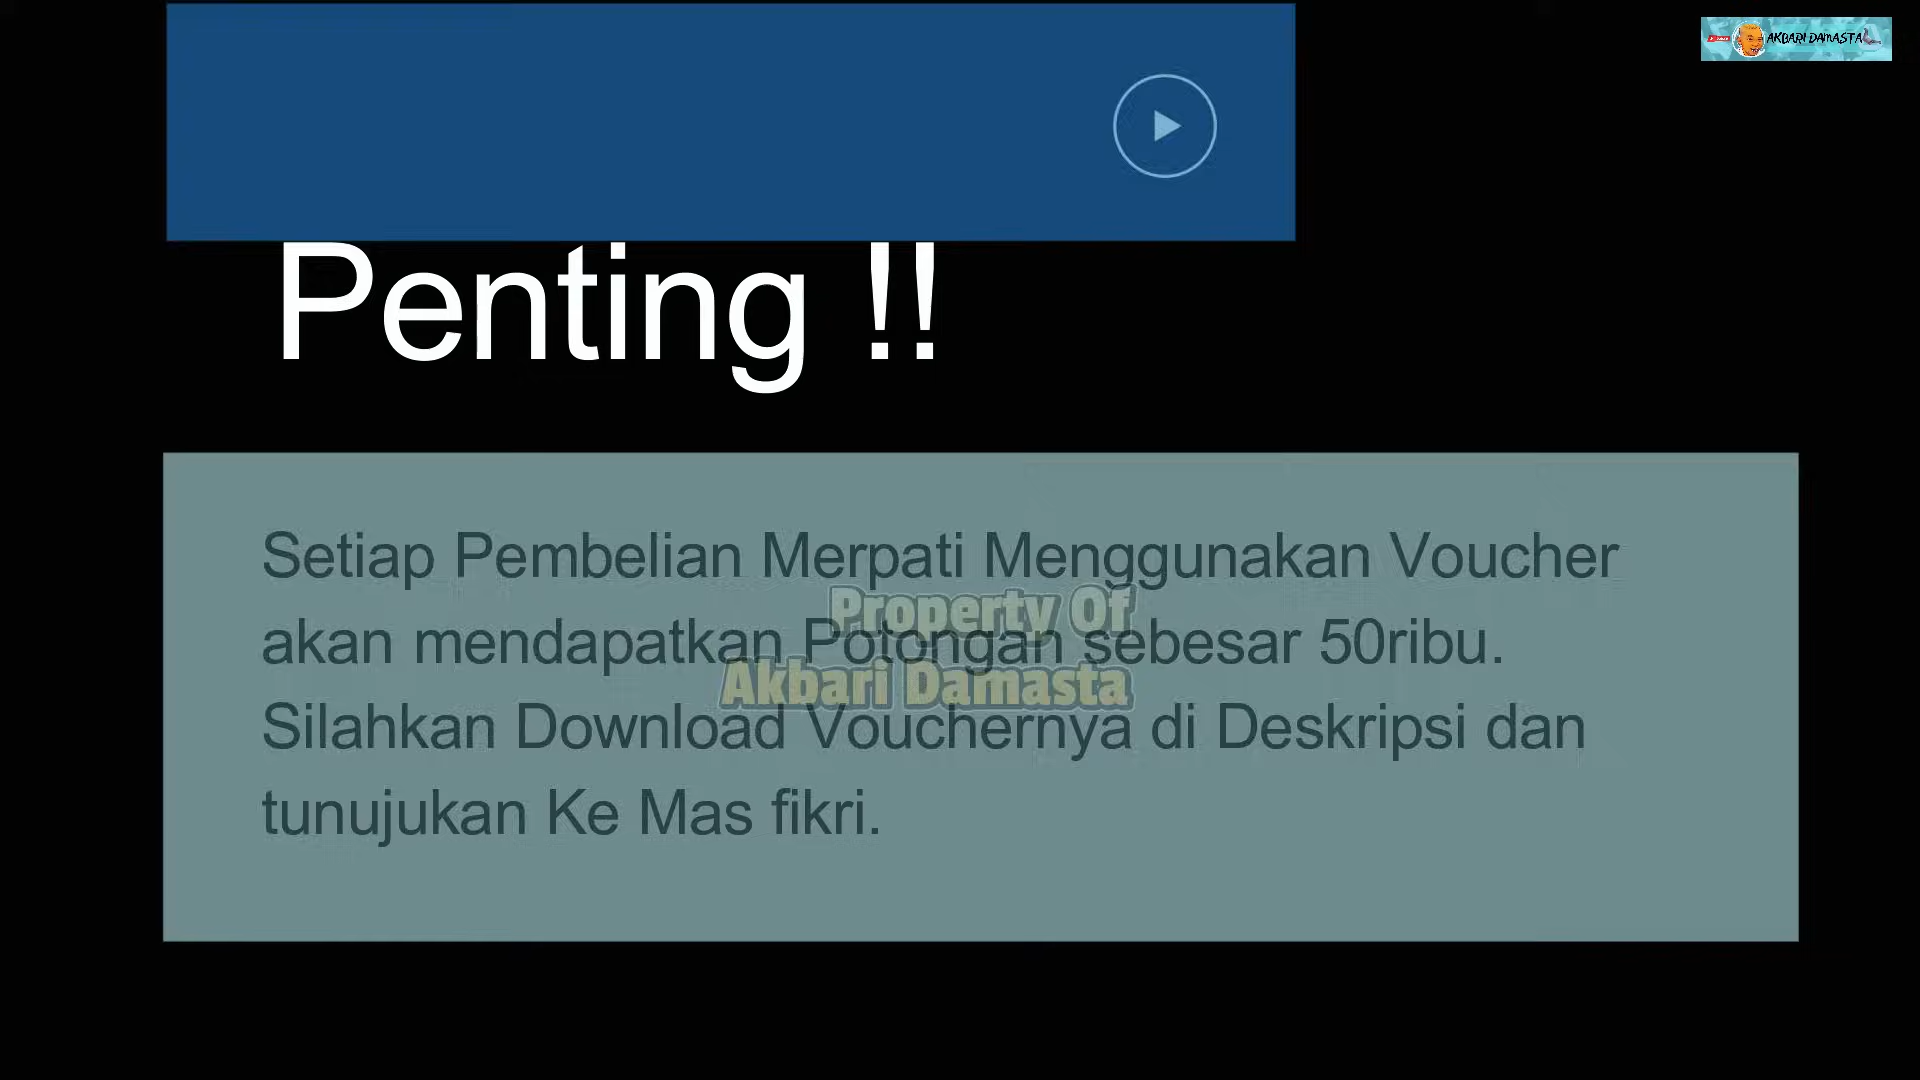 AKBARI DAMASTA
Penting !!
Setiap Pembelian Merpati Menggunakan Voucher
akan mendapatkan Potongan sebesar 50ribu.
Silahkan Download Vouchernya di Deskripsi dan
tunujukan Ke Mas fikri.
Property Of
Akbari Damasta